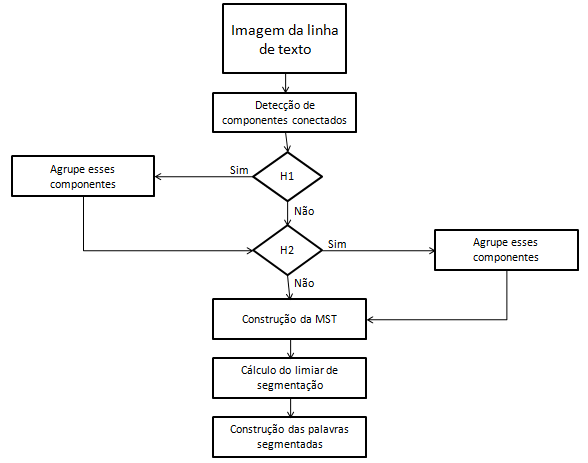 Imagem da linha
de texto
Detecção de
componentes conectados
H1
Sim
Agrupe esses
componentes
Não
H2
Sim
Agrupe esses
componentes
Não
Construção da MST
Cálculo do limiar de
segmentação
Construção das palavras
segmentadas